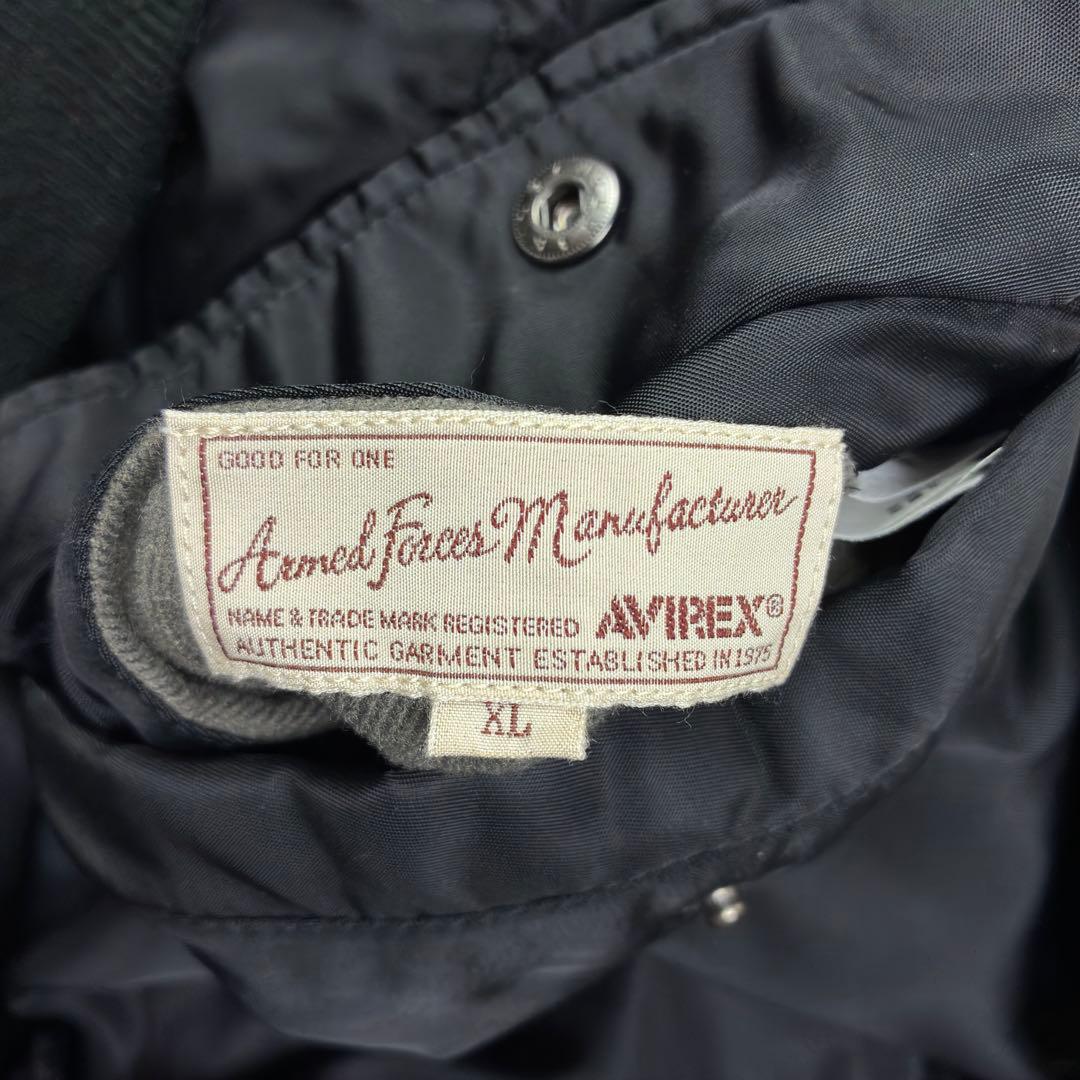 GOOD FOR ONE
Armed Forces Manufacturer
NAME & TRADE MARK REGISTERED AVIREX®
AUTHENTIC GARMENT ESTABLISHED IN 1975
XL